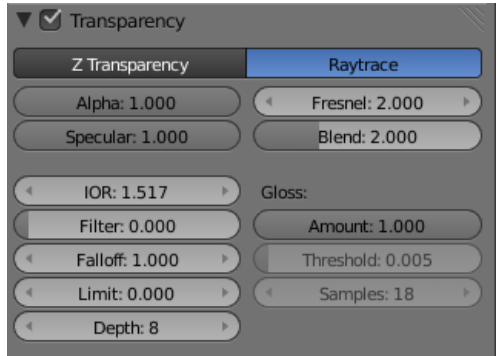 Transparency
Z Transparency Raytrace
Alpha: 1.000 Fresnel: 2.000
Specular: 1.000 Blend: 2.000
IOR: 1.517 Gloss:
Filter: 0.000 Amount: 1.000
Falloff: 1.000 Threshold: 0.005
Limit: 0.000 Samples: 18
Depth: 8